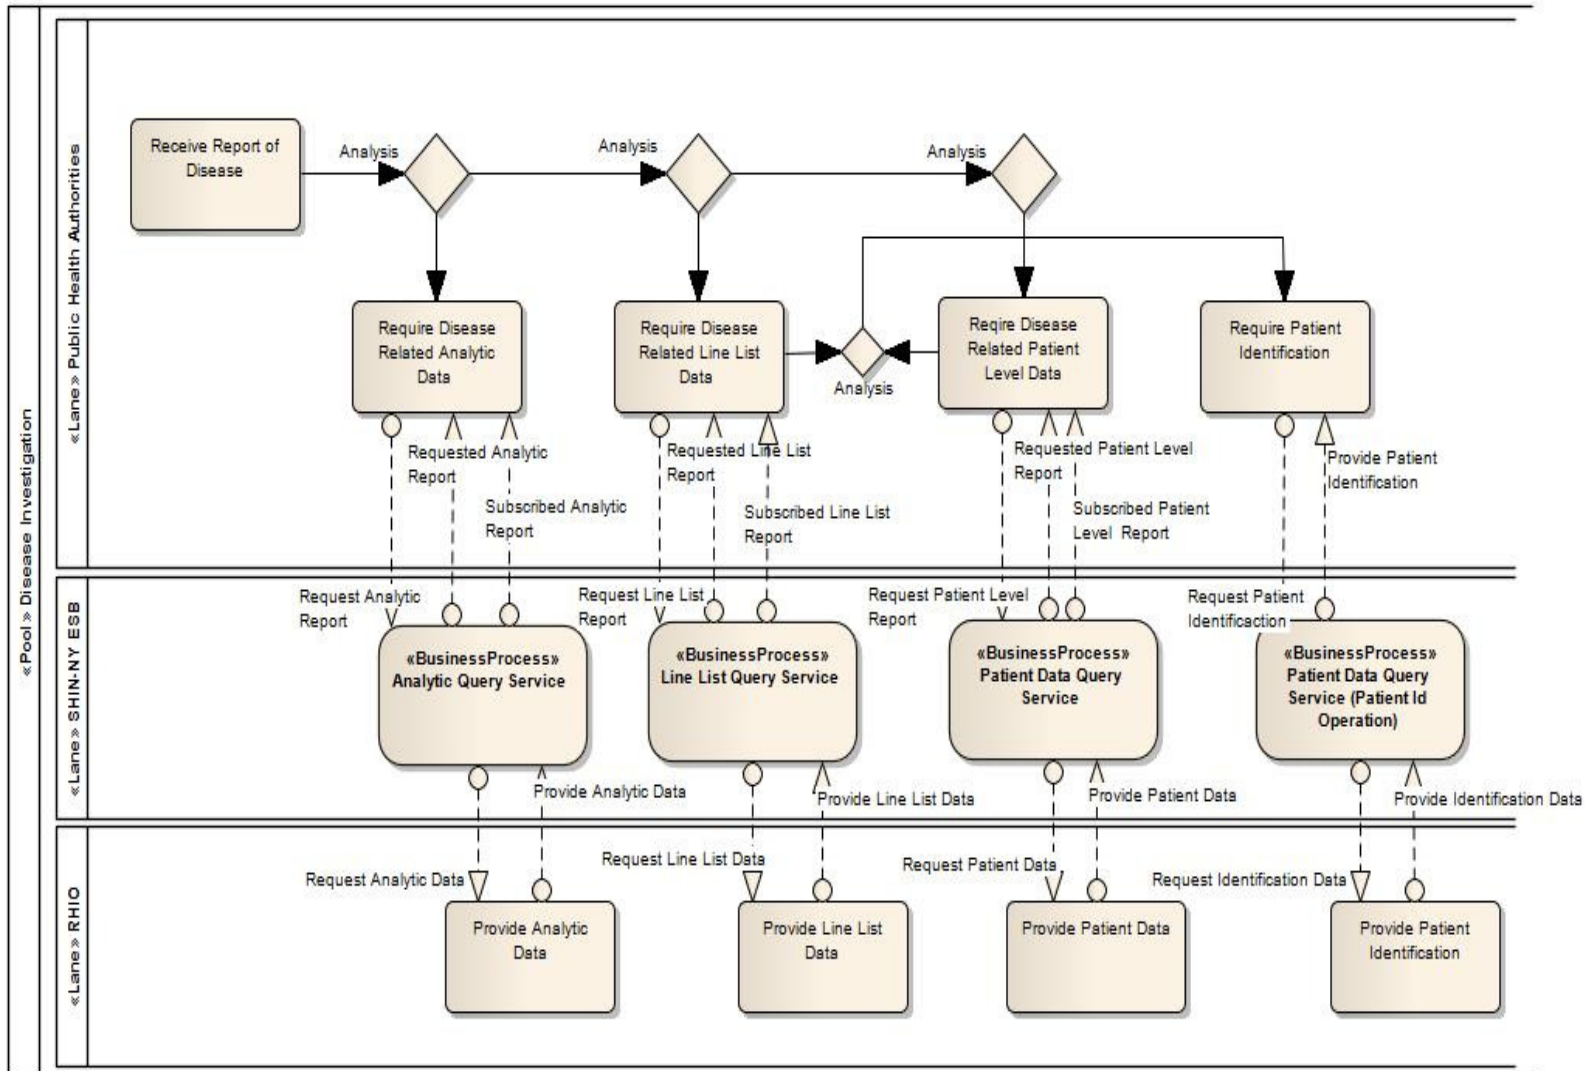 «Pool» Disease Investigation
«Lane» Public Health Authorities
Receive Report of
Disease
Analysis
Analysis
Analysis
Require Disease
Related Analytic
Data
Require Disease
Related Line List
Data
Reqire Disease
Related Patient
Level Data
Require Patient
Identification
Analysis
Requested Analytic
Report
Subscribed Analytic
Report
Requested Line List
Report
Subscribed Line List
Report
Requested Patient Level
Report
Subscribed Patient
Level Report
Provide Patient
Identification
«Lane» SHIN-NY ESB
Request Analytic
Report
Request Line List
Report
Request Patient Level
Report
Request Patient
Identificaction
«BusinessProcess»
Analytic Query Service
«BusinessProcess»
Line List Query Service
«BusinessProcess»
Patient Data Query
Service
«BusinessProcess»
Patient Data Query
Service (Patient Id
Operation)
Provide Analytic Data
Provide Line List Data
Provide Patient Data
Provide Identification Data
«Lane» RHIO
Request Analytic Data
Request Line List Data
Request Patient Data
Request Identification Data
Provide Analytic
Data
Provide Line List
Data
Provide Patient Data
Provide Patient
Identification